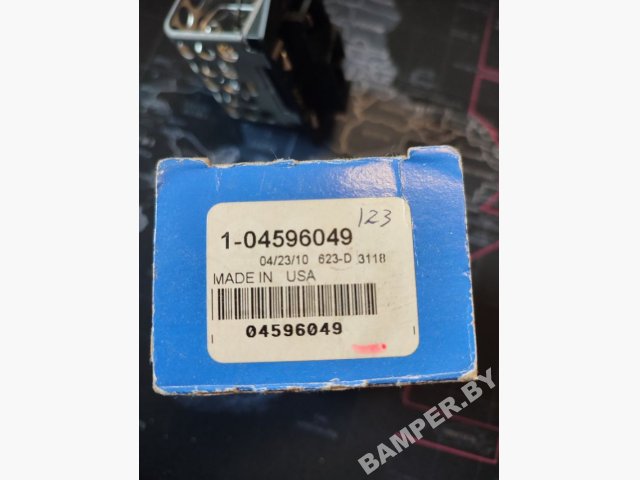 123
1-04596049
04/23/10 623-D 3118
MADE IN USA
04596049
BAMPER.BY